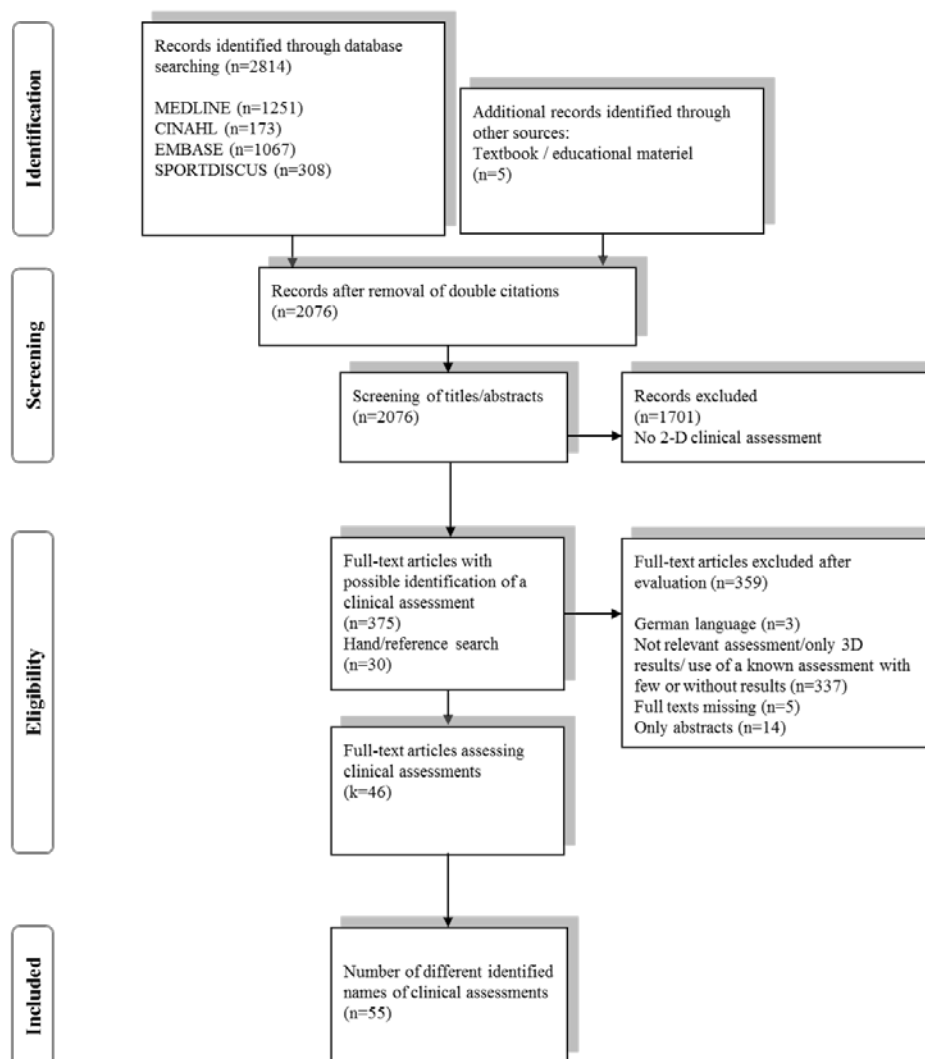 Identification
Records identified through database
searching (n=2814)
MEDLINE (n=1251)
CINAHL (n=173)
EMBASE (n=1067)
SPORTDISCUS (n=308)
Additional records identified through
other sources:
Textbook / educational materiel
(n=5)
Screening
Records after removal of double citations
(n=2076)
Screening of titles/abstracts
(n=2076)
Records excluded
(n=1701)
No 2-D clinical assessment
Eligibility
Full-text articles with
possible identification of a
clinical assessment
(n=375)
Hand/reference search
(n=30)
Full-text articles excluded after
evaluation (n=359)
German language (n=3)
Not relevant assessment/only 3D
results/ use of a known assessment with
few or without results (n=337)
Full texts missing (n=5)
Only abstracts (n=14)
Full-text articles assessing
clinical assessments
(k=46)
Included
Number of different identified
names of clinical assessments
(n=55)